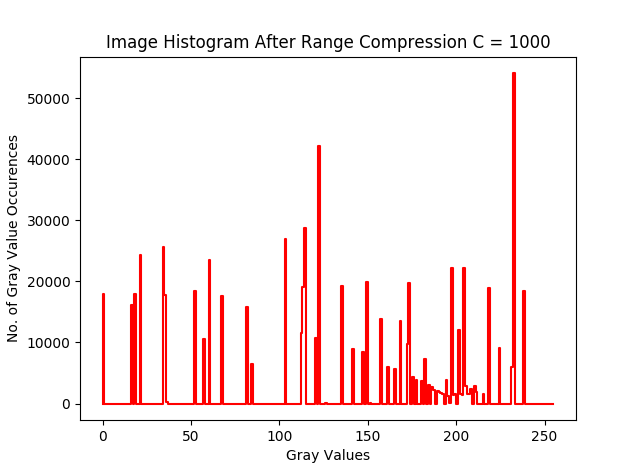 Image Histogram After Range Compression C = 1000
50000
40000
30000
20000
10000
0
No. of Gray Value Occurences
0 50 100 150 200 250
Gray Values